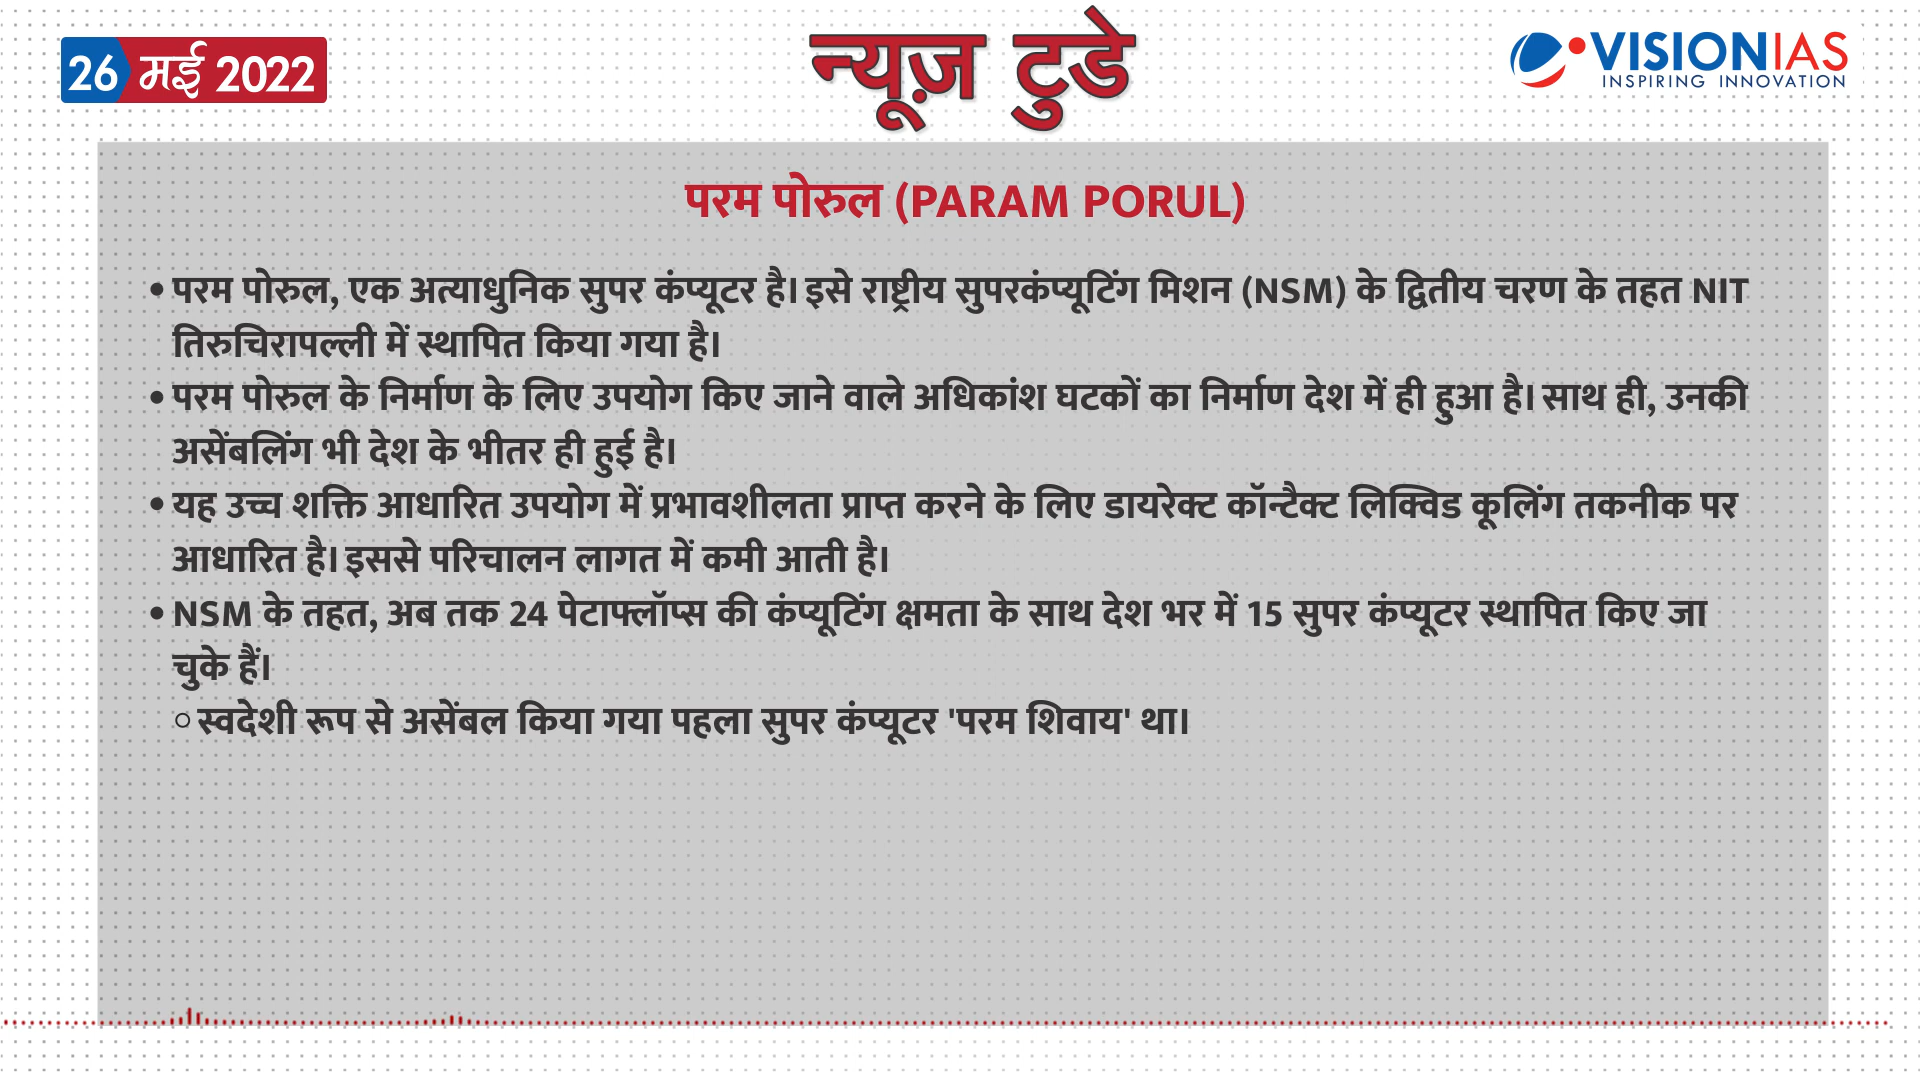 26 मई 2022
न्यूज़ टुडे
VISIONIAS
INSPIRING INNOVATION
परम पोरुल (PARAM PORUL)
• परम पोरुल, एक अत्याधुनिक सुपर कंप्यूटर है। इसे राष्ट्रीय सुपरकंप्यूटिंग मिशन (NSM) के द्वितीय चरण के तहत NIT
तिरुचिरापल्ली में स्थापित किया गया है।
• परम पोरुल के निर्माण के लिए उपयोग किए जाने वाले अधिकांश घटकों का निर्माण देश में ही हुआ है। साथ ही, उनकी
असेंबलिंग भी देश के भीतर ही हुई है।
• यह उच्च शक्ति आधारित उपयोग में प्रभावशीलता प्राप्त करने के लिए डायरेक्ट कॉन्टैक्ट लिक्विड कूलिंग तकनीक पर
आधारित है। इससे परिचालन लागत में कमी आती है।
• NSM के तहत, अब तक 24 पेटाफ्लॉप्स की कंप्यूटिंग क्षमता के साथ देश भर में 15 सुपर कंप्यूटर स्थापित किए जा
चुके हैं।
○ स्वदेशी रूप से असेंबल किया गया पहला सुपर कंप्यूटर 'परम शिवाय' था।